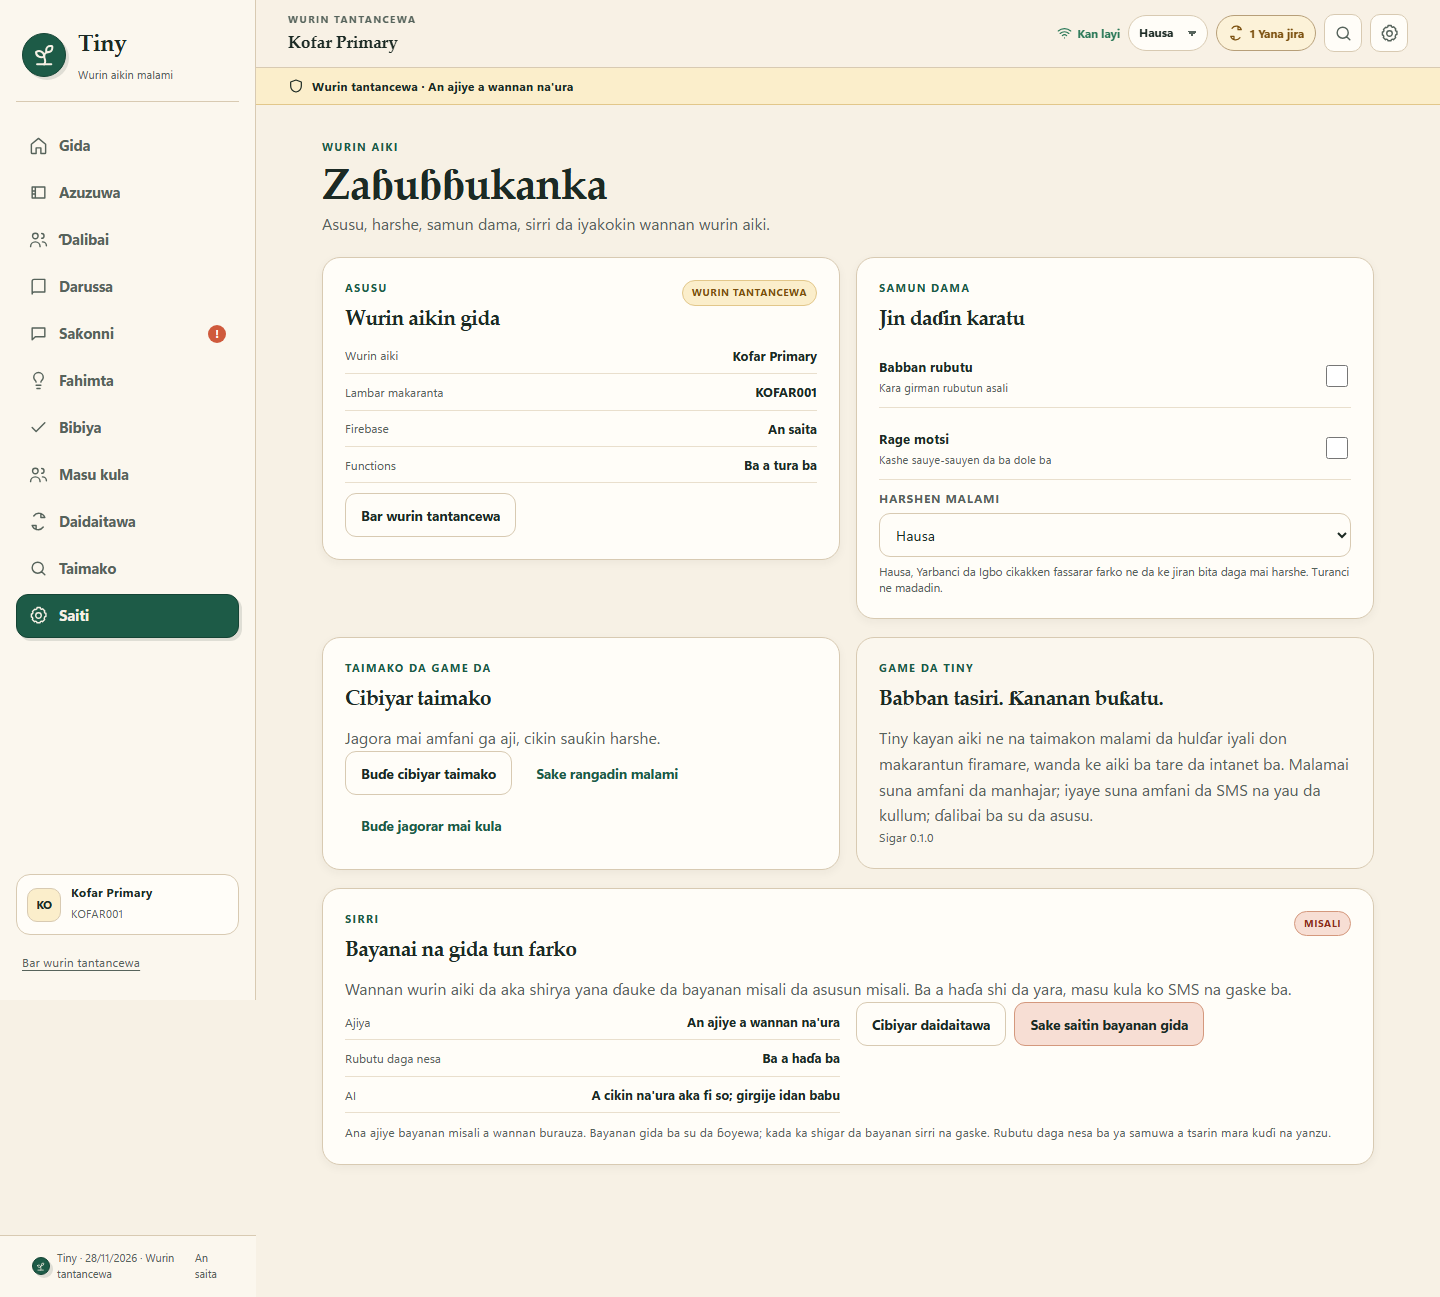 Tiny
Wurin aikin malami
Gida
Azuzuwa
Ɗalibai
Darussa
Saƙonni
!
Fahimta
Bibiya
Masu kula
Daidaitawa
Taimako
Saiti
KO
Kofar Primary
KOFAR001
Bar wurin tantancewa
Tiny · 28/11/2026 · Wurin
tantancewa
An
saita
WURIN TANTANCEWA
Kofar Primary
Kan layi
Hausa
1 Yana jira
Wurin tantancewa · An ajiye a wannan na'ura
WURIN AIKI
Zaɓuɓɓukanka
Asusu, harshe, samun dama, sirri da iyakokin wannan wurin aiki.
ASUSU
WURIN TANTANCEWA
Wurin aikin gida
Wurin aiki
Kofar Primary
Lambar makaranta
KOFAR001
Firebase
An saita
Functions
Ba a tura ba
Bar wurin tantancewa
SAMUN DAMA
Jin daɗin karatu
Babban rubutu
Kara girman rubutun asali
Rage motsi
Kashe sauye-sauyen da ba dole ba
HARSHEN MALAMI
Hausa
Hausa, Yarbanci da Igbo cikakken fassarar farko ne da ke jiran bita daga mai harshe. Turanci
ne madadin.
TAIMAKO DA GAME DA
Cibiyar taimako
Jagora mai amfani ga aji, cikin sauƙin harshe.
Buɗe cibiyar taimako
Sake rangadin malami
Buɗe jagorar mai kula
GAME DA TINY
Babban tasiri. Ƙananan buƙatu.
Tiny kayan aiki ne na taimakon malami da hulɗar iyali don
makarantun firamare, wanda ke aiki ba tare da intanet ba. Malamai
suna amfani da manhajar; iyaye suna amfani da SMS na yau da
kullum; ɗalibai ba su da asusu.
Sigar 0.1.0
SIRRI
MISALI
Bayanai na gida tun farko
Wannan wurin aiki da aka shirya yana ɗauke da bayanan misali da asusun misali. Ba a haɗa shi da yara, masu kula ko SMS na gaske ba.
Ajiya
An ajiye a wannan na'ura
Rubutu daga nesa
Ba a haɗa ba
AI
A cikin na'ura aka fi so; girgije idan babu
Cibiyar daidaitawa
Sake saitin bayanan gida
Ana ajiye bayanan misali a wannan burauza. Bayanan gida ba su da ɓoyewa; kada ka shigar da bayanan sirri na gaske. Rubutu daga nesa ba ya samuwa a tsarin mara kuɗi na yanzu.